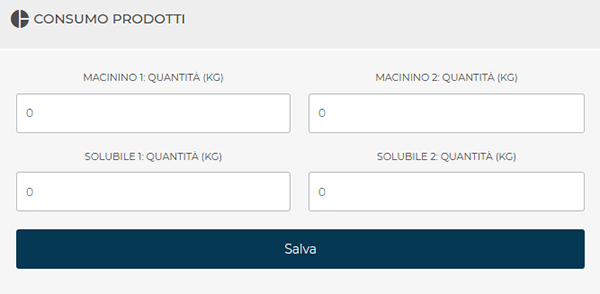 CONSUMO PRODOTTI
MACININO 1: QUANTITÀ (KG)
MACININO 2: QUANTITÀ (KG)
0
0
SOLUBILE 1: QUANTITÀ (KG)
SOLUBILE 2: QUANTITÀ (KG)
0
0
Salva